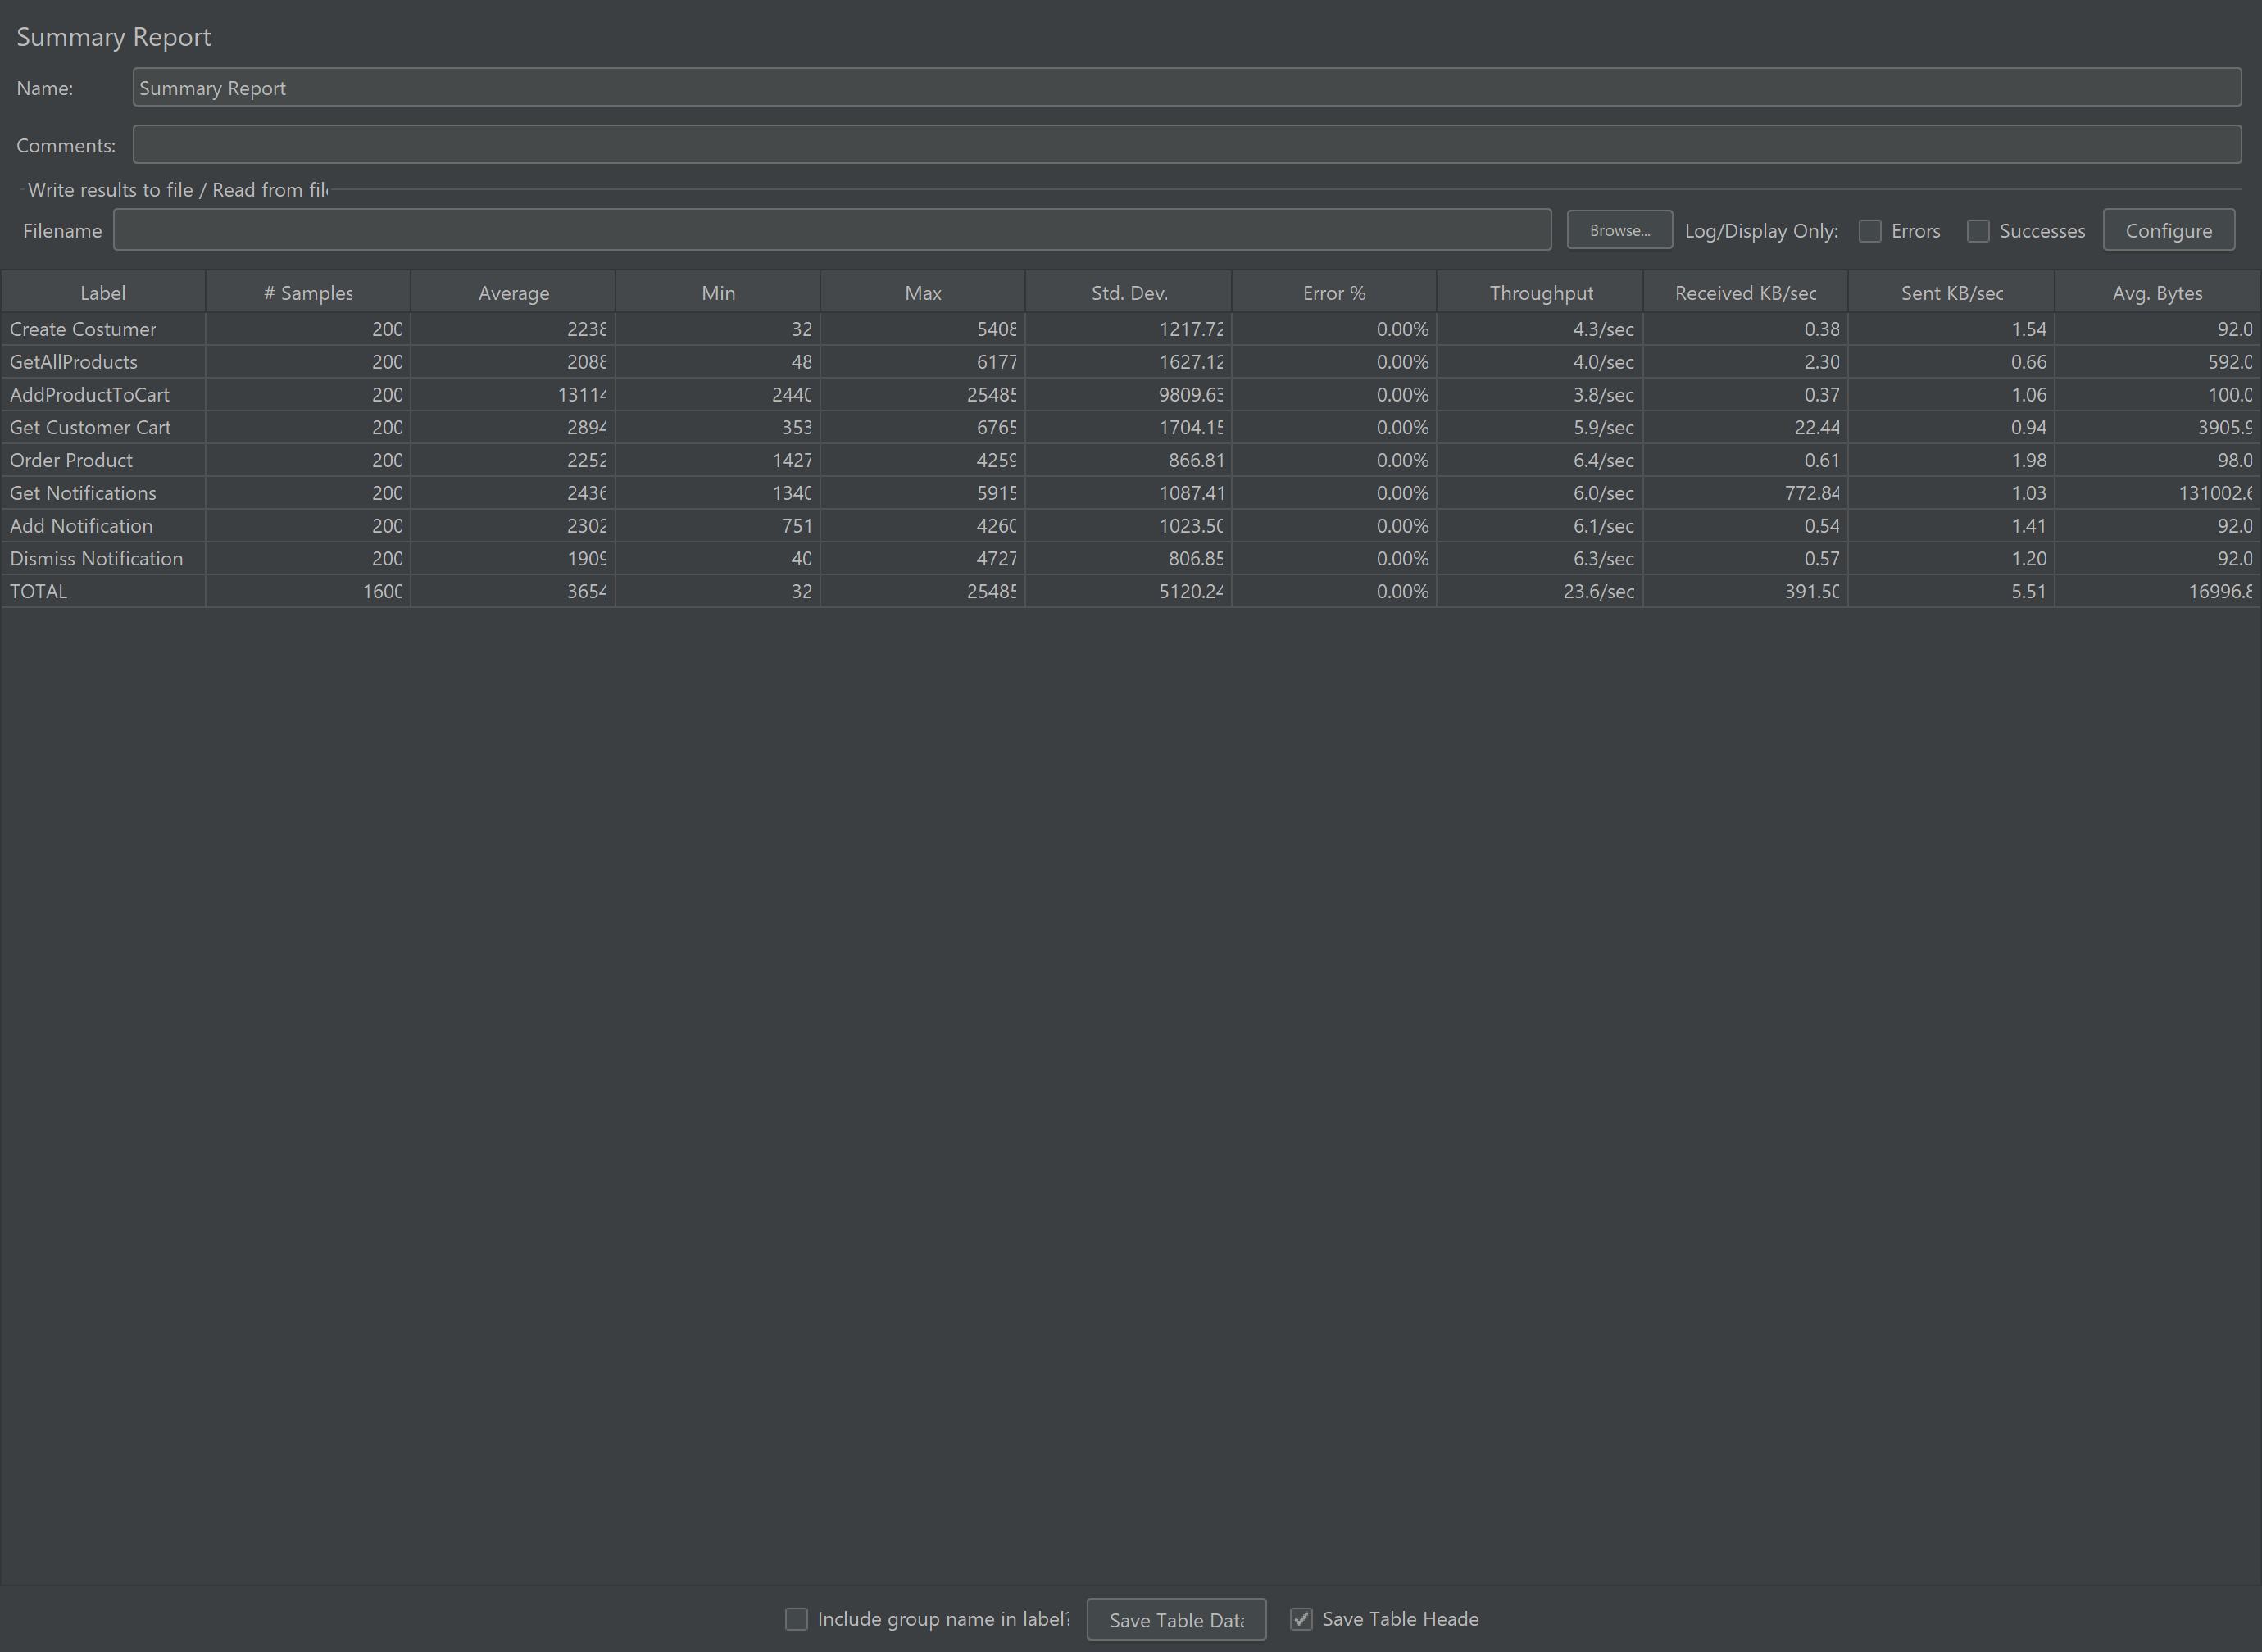 Summary Report
Name: Summary Report
Comments:
Write results to file / Read from file
Filename Browse... Log/Display Only: Errors Successes Configure
Label # Samples Average Min Max Std. Dev. Error % Throughput Received KB/sec Sent KB/sec Avg. Bytes
Create Costumer 200 2238 32 5408 1217.72 0.00% 4.3/sec 0.38 1.54 92.0
GetAllProducts 200 2088 48 6177 1627.12 0.00% 4.0/sec 2.30 0.66 592.0
AddProductToCart 200 13114 2440 25485 9809.63 0.00% 3.8/sec 0.37 1.06 100.0
Get Customer Cart 200 2894 353 6765 1704.15 0.00% 5.9/sec 22.44 0.94 3905.9
Order Product 200 2252 1427 4259 866.81 0.00% 6.4/sec 0.61 1.98 98.0
Get Notifications 200 2436 1340 5915 1087.41 0.00% 6.0/sec 772.84 1.03 131002.6
Add Notification 200 2302 751 4260 1023.50 0.00% 6.1/sec 0.54 1.41 92.0
Dismiss Notification 200 1909 40 4727 806.85 0.00% 6.3/sec 0.57 1.20 92.0
TOTAL 1600 3654 32 25485 5120.24 0.00% 23.6/sec 391.50 5.51 16996.8
Include group name in label? Save Table Data Save Table Heade